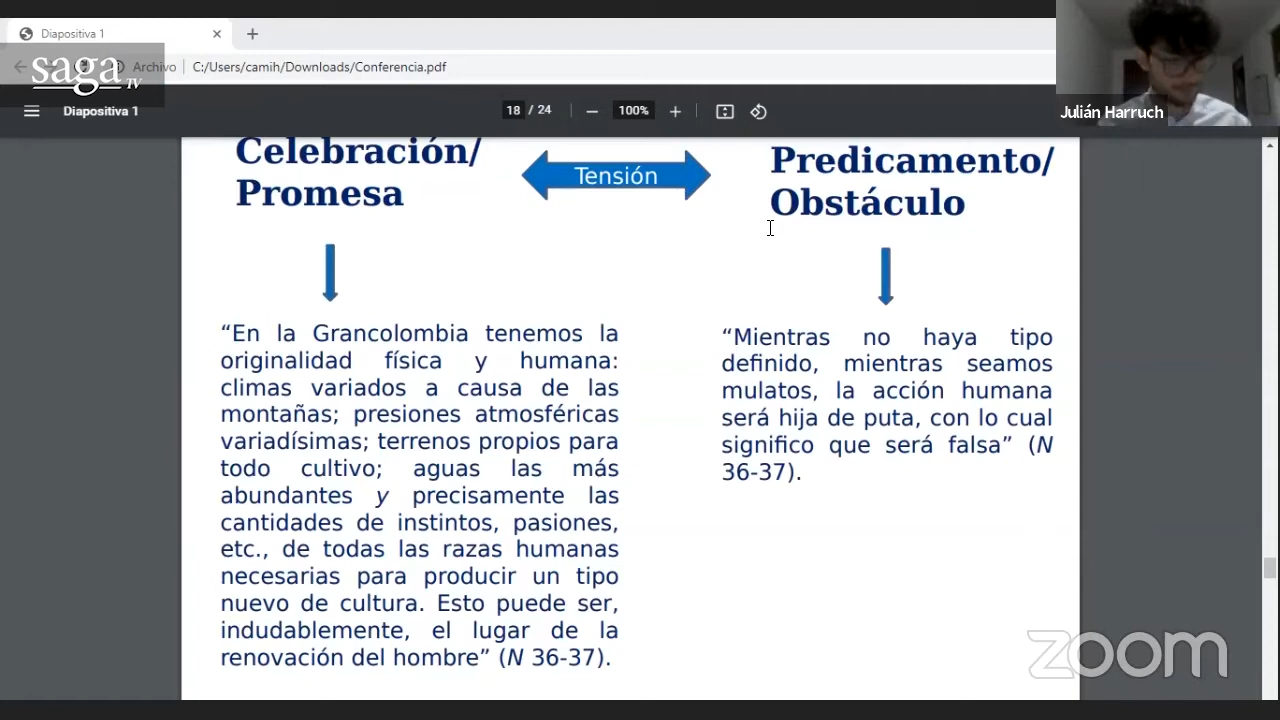 Diapositiva 1
saga TV
Archivo
C:/Users/camih/Downloads/Conferencia.pdf
Diapositiva 1
18 / 24
100%
Julián Harruch
Celebración/
Promesa
Tensión
Predicamento/
Obstáculo
“En la Grancolombia tenemos la
originalidad física y humana:
climas variados a causa de las
montañas; presiones atmosféricas
variadísimas; terrenos propios para
todo cultivo; aguas las más
abundantes y precisamente las
cantidades de instintos, pasiones,
etc., de todas las razas humanas
necesarias para producir un tipo
nuevo de cultura. Esto puede ser,
indudablemente, el lugar de la
renovación del hombre” (N 36-37).
“Mientras no haya tipo
definido, mientras seamos
mulatos, la acción humana
será hija de puta, con lo cual
significo que será falsa” (N
36-37).
zoom